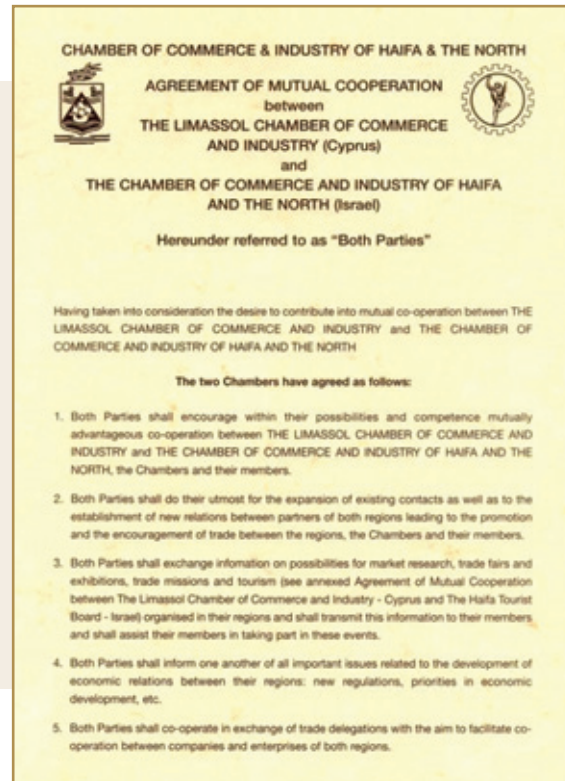 CHAMBER OF COMMERCE & INDUSTRY OF HAIFA & THE NORTH
AGREEMENT OF MUTUAL COOPERATION
between
THE LIMASSOL CHAMBER OF COMMERCE
AND INDUSTRY (Cyprus)
and
THE CHAMBER OF COMMERCE AND INDUSTRY OF HAIFA
AND THE NORTH (Israel)
Hereunder referred to as "Both Parties"
Having taken into consideration the desire to contribute into mutual co-operation between THE
LIMASSOL CHAMBER OF COMMERCE AND INDUSTRY and THE CHAMBER OF
COMMERCE AND INDUSTRY OF HAIFA AND THE NORTH
The two Chambers have agreed as follows:
1. Both Parties shall encourage within their possibilities and competence mutually
advantageous co-operation between THE LIMASSOL CHAMBER OF COMMERCE AND
INDUSTRY and THE CHAMBER OF COMMERCE AND INDUSTRY OF HAIFA AND THE
NORTH, the Chambers and their members.
2. Both Parties shall do their utmost for the expansion of existing contacts as well as to the
establishment of new relations between partners of both regions leading to the promotion
and the encouragement of trade between the regions, the Chambers and their members.
3. Both Parties shall exchange infomation on possibilities for market research, trade fairs and
exhibitions, trade missions and tourism (see annexed Agreement of Mutual Cooperation
between The Limassol Chamber of Commerce and Industry - Cyprus and The Haifa Tourist
Board - Israel) organised in their regions and shall transmit this information to their members
and shall assist their members in taking part in these events.
4. Both Parties shall inform one another of all important issues related to the development of
economic relations between their regions: new regulations, priorities in economic
development, etc.
5. Both Parties shall co-operate in exchange of trade delegations with the aim to facilitate co-
operation between companies and enterprises of both regions.